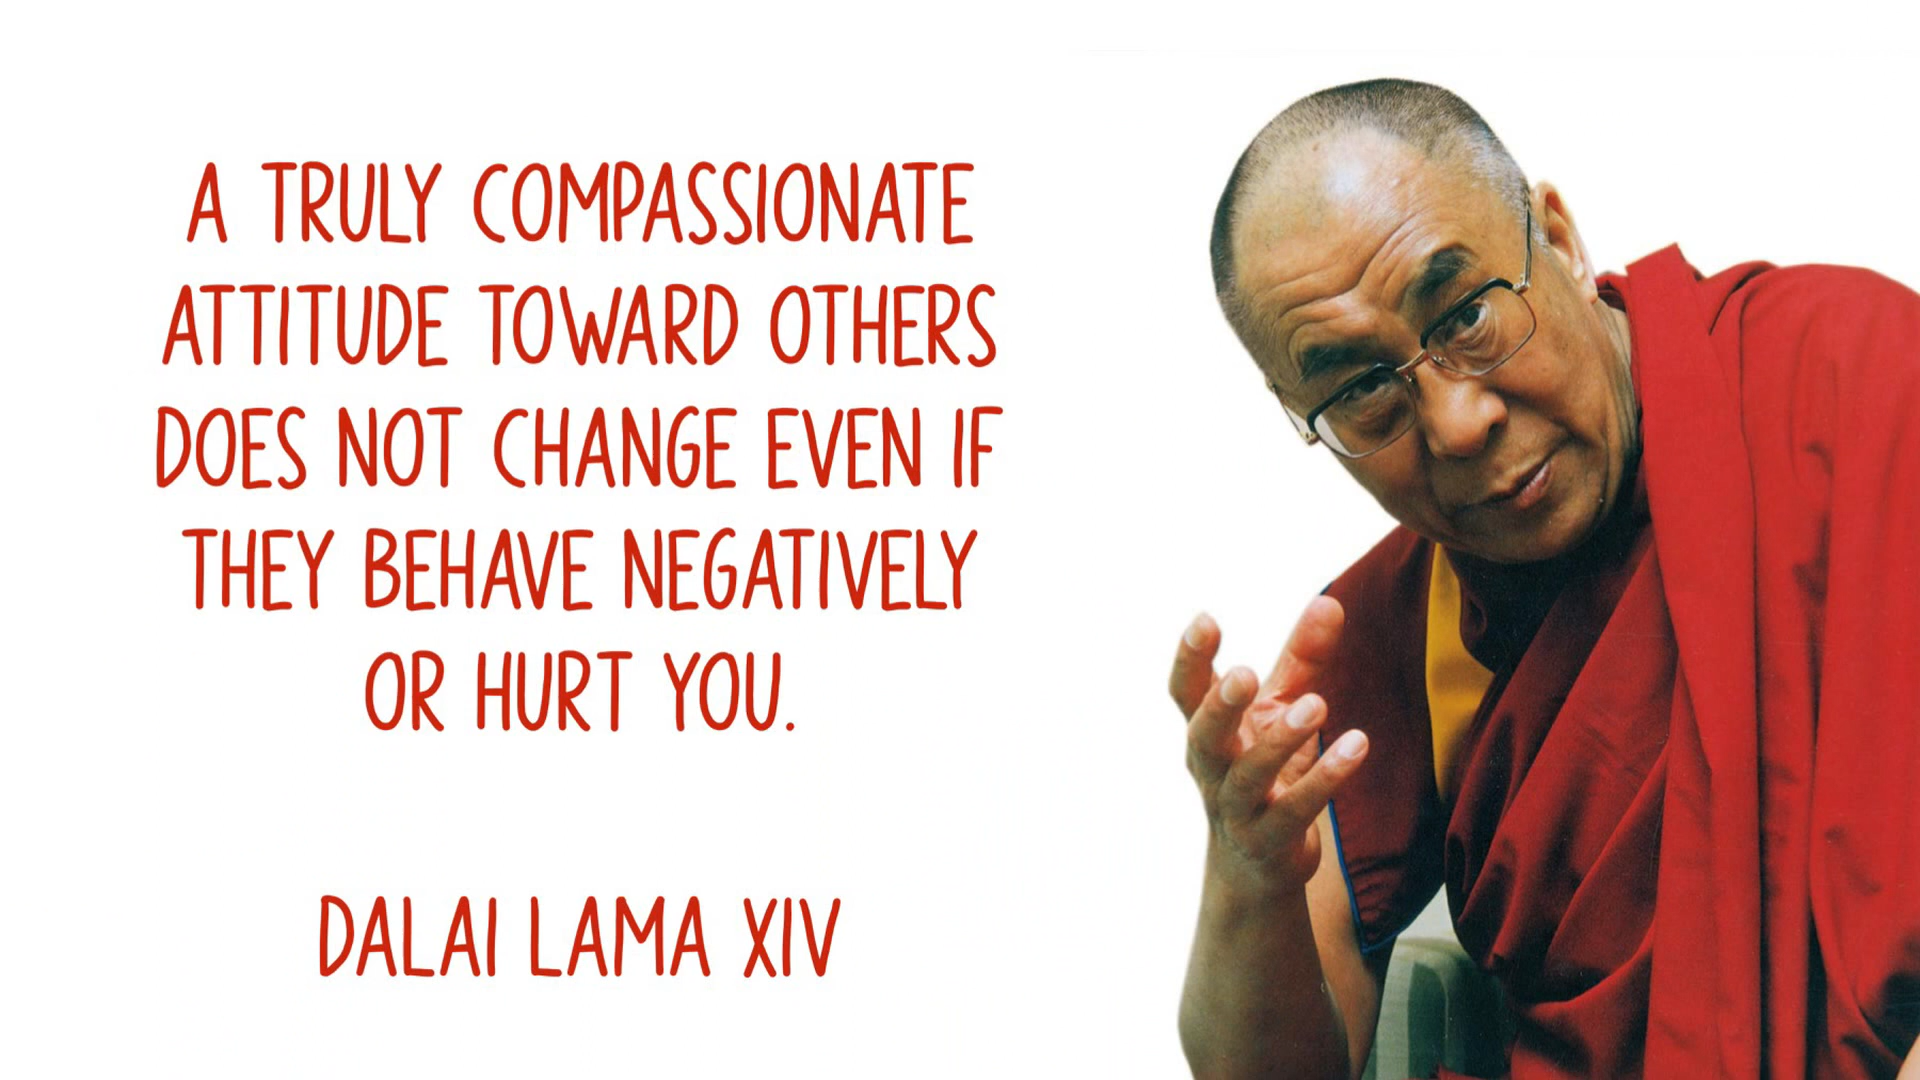 A TRULY COMPASSIONATE
ATTITUDE TOWARD OTHERS
DOES NOT CHANGE EVEN IF
THEY BEHAVE NEGATIVELY
OR HURT YOU.
DALAI LAMA XIV